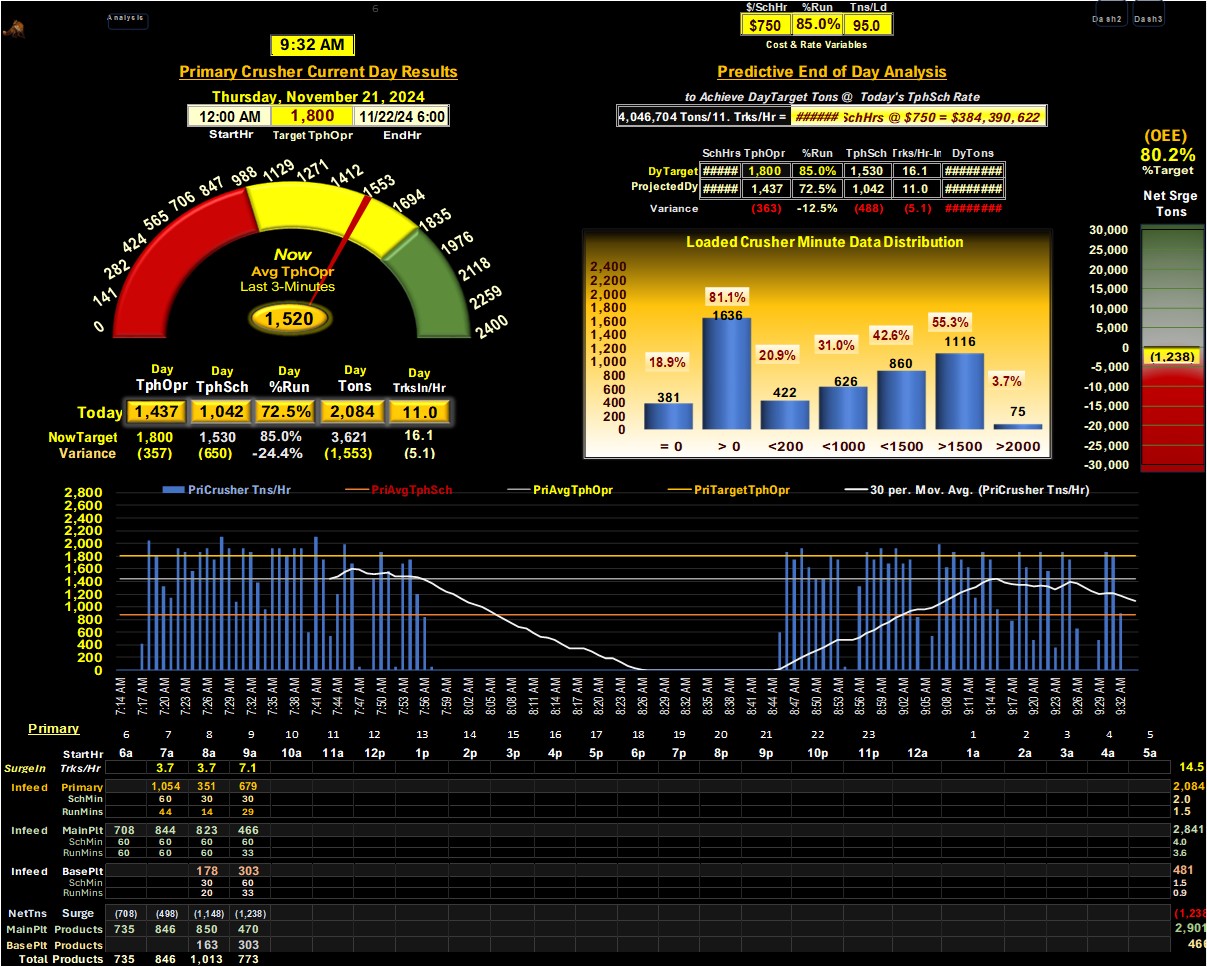 6
Analysis
$/SchHr %Run Tns/Ld
$750 85.0% 95.0
Cost & Rate Variables
Dash2 Dash3
9:32 AM
Primary Crusher Current Day Results
Thursday, November 21, 2024
12:00 AM 1,800 11/22/24 6:00
StartHr Target TphOpr EndHr
0 141 282 424 565 706 847 988 1129 1271 1412 1553 1694 1835 1976 2118 2259 2400
Now
Avg TphOpr
Last 3-Minutes
1,520
Day Day Day Day Day
TphOpr TphSch %Run Tons TrksIn/Hr
Today 1,437 1,042 72.5% 2,084 11.0
NowTarget 1,800 1,530 85.0% 3,621 16.1
Variance (357) (650) -24.4% (1,553) (5.1)
Predictive End of Day Analysis
to Achieve DayTarget Tons @ Today's TphSch Rate
4,046,704 Tons/11. Trks/Hr = ###### SchHrs @ $750 = $384,390,622
SchHrs TphOpr %Run TphSch Trks/Hr-In DyTons
DyTarget ##### 1,800 85.0% 1,530 16.1 ########
ProjectedDy ##### 1,437 72.5% 1,042 11.0 ########
Variance (363) -12.5% (488) (5.1) ########
Loaded Crusher Minute Data Distribution
2,400
2,200
2,000
1,800
1,600
1,400
1,200
1,000
800
600
400
200
0
18.9% 81.1% 20.9% 31.0% 42.6% 55.3% 3.7%
381 1636 422 626 860 1116 75
= 0 > 0 <200 <1000 <1500 >1500 >2000
(OEE)
80.2%
%Target
Net Srge
Tons
30,000
25,000
20,000
15,000
10,000
5,000
0
(1,238)
-5,000
-10,000
-15,000
-20,000
-25,000
-30,000
PriCrusher Tns/Hr PriAvgTphSch PriAvgTphOpr PriTargetTphOpr 30 per. Mov. Avg. (PriCrusher Tns/Hr)
2,800
2,600
2,400
2,200
2,000
1,800
1,600
1,400
1,200
1,000
800
600
400
200
0
7:14 AM 7:17 AM 7:20 AM 7:23 AM 7:26 AM 7:29 AM 7:32 AM 7:35 AM 7:38 AM 7:41 AM 7:44 AM 7:47 AM 7:50 AM 7:53 AM 7:56 AM 7:59 AM 8:02 AM 8:05 AM 8:08 AM 8:11 AM 8:14 AM 8:17 AM 8:20 AM 8:23 AM 8:26 AM 8:29 AM 8:32 AM 8:35 AM 8:38 AM 8:41 AM 8:44 AM 8:47 AM 8:50 AM 8:53 AM 8:56 AM 8:59 AM 9:02 AM 9:05 AM 9:08 AM 9:11 AM 9:14 AM 9:17 AM 9:20 AM 9:23 AM 9:26 AM 9:29 AM 9:32 AM
Primary
6 7 8 9 10 11 12 13 14 15 16 17 18 19 20 21 22 23 1 2 3 4 5
StartHr 6a 7a 8a 9a 10a 11a 12p 1p 2p 3p 4p 5p 6p 7p 8p 9p 10p 11p 12a 1a 2a 3a 4a 5a
SurgeIn Trks/Hr 3.7 3.7 7.1 14.5
Infeed Primary 1,054 351 679 2,084
SchMin 60 30 30 2.0
RunMins 44 14 29 1.5
Infeed MainPlt 708 844 823 466 2,841
SchMin 60 60 60 60 4.0
RunMins 60 60 60 33 3.6
Infeed BasePlt 178 303 481
SchMin 30 60 1.5
RunMins 20 33 0.9
NetTns Surge (708) (498) (1,148) (1,238) (1,238
MainPlt Products 735 846 850 470 2,901
BasePlt Products 163 303 466
Total Products 735 846 1,013 773